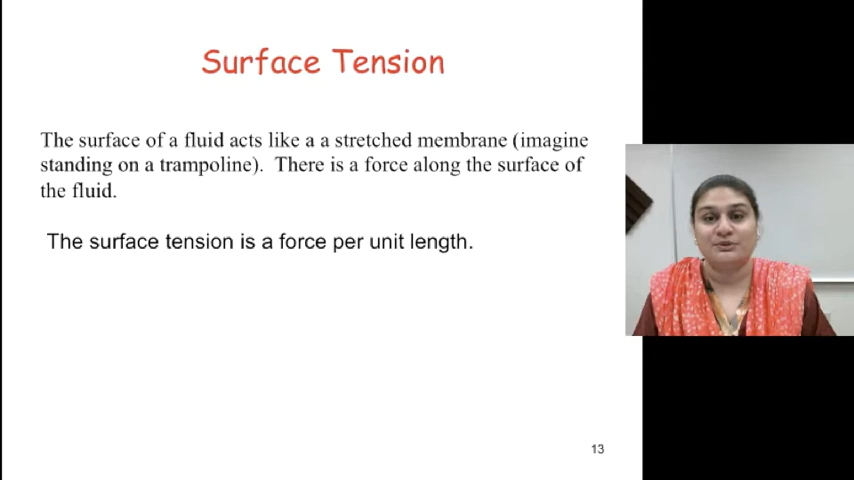 Surface Tension
The surface of a fluid acts like a a stretched membrane (imagine
standing on a trampoline).  There is a force along the surface of
the fluid.
The surface tension is a force per unit length.
13